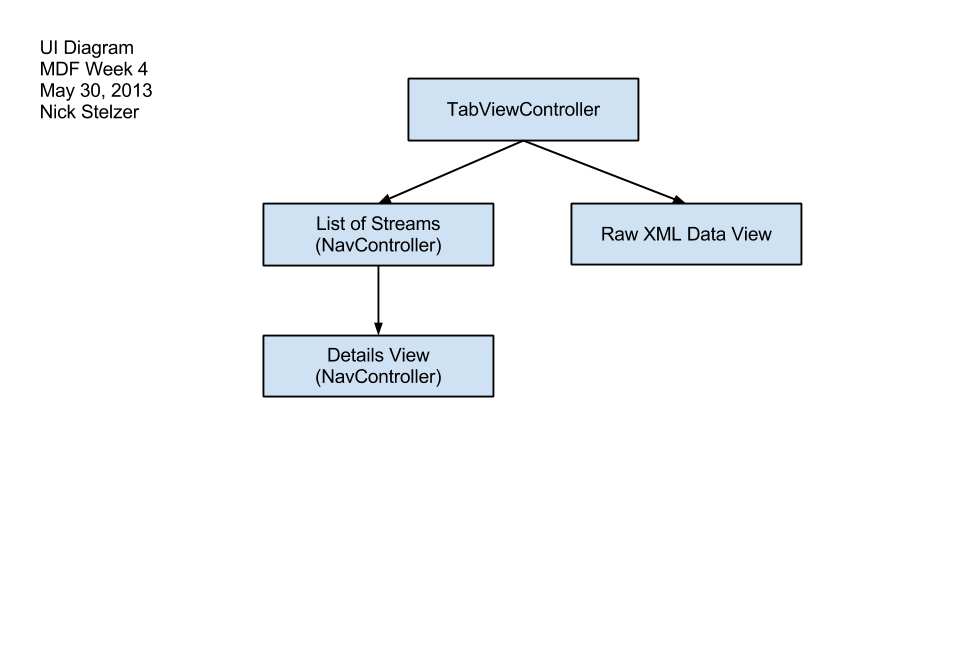 UI Diagram
MDF Week 4
May 30, 2013
Nick Stelzer
TabViewController
List of Streams
(NavController)
Raw XML Data View
Details View
(NavController)